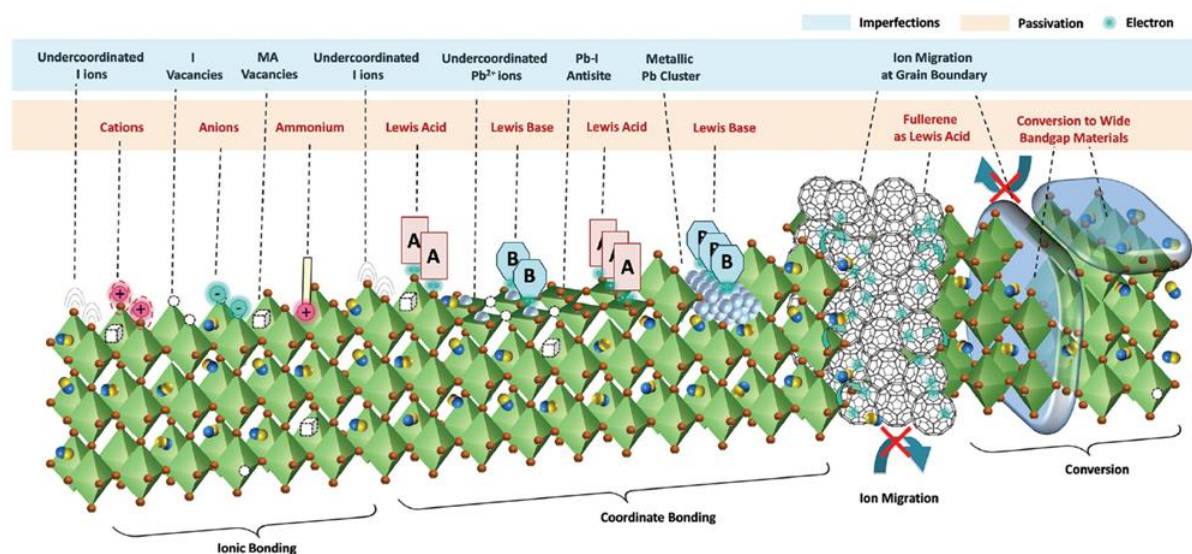 Imperfections
Passivation
Electron
Undercoordinated
I ions
I
Vacancies
MA
Vacancies
Undercoordinated
I ions
Undercoordinated
Pb²⁺ ions
Pb-I
Antisite
Metallic
Pb Cluster
Ion Migration
at Grain Boundary
Cations
Anions
Ammonium
Lewis Acid
Lewis Base
Lewis Acid
Lewis Base
Fullerene
as Lewis Acid
Conversion to Wide
Bandgap Materials
A
A
B
B
A
A
A
B
B
B
+
+
-
-
+
Ion Migration
Conversion
Coordinate Bonding
Ionic Bonding